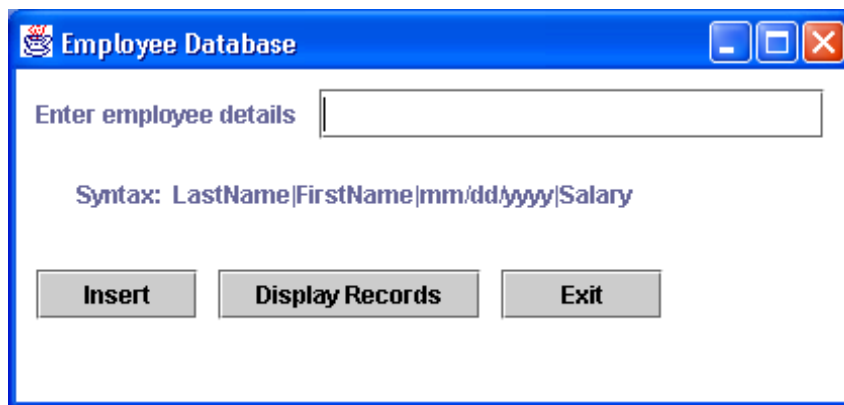 Employee Database
Enter employee details
Syntax: LastName|FirstName|mm/dd/yyyy|Salary
Insert Display Records Exit